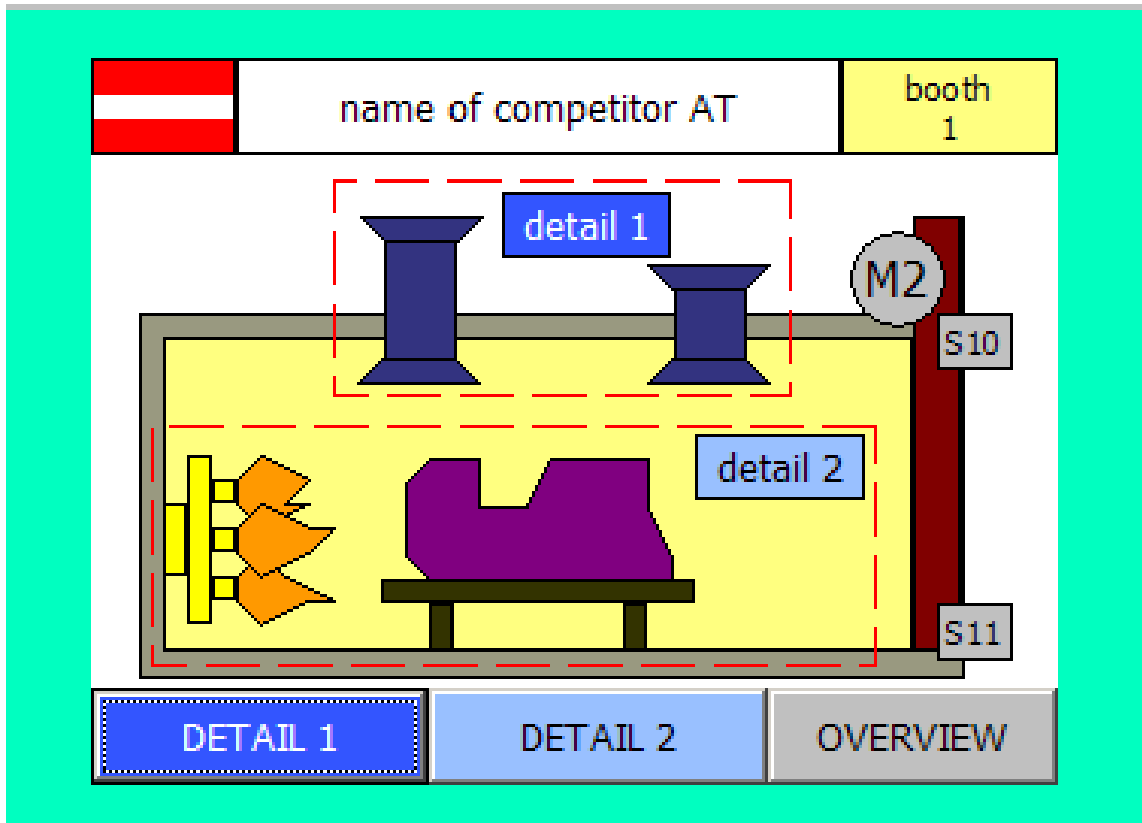 name of competitor AT
booth
1
detail 1
M2
S10
detail 2
S11
DETAIL 1
DETAIL 2
OVERVIEW